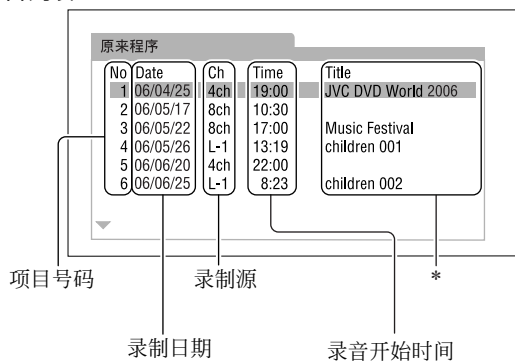 原来程序
No Date Ch Time Title
1 06/04/25 4ch 19:00 JVC DVD World 2006
2 06/05/17 8ch 10:30
3 06/05/22 8ch 17:00 Music Festival
4 06/05/26 L-1 13:19 children 001
5 06/06/20 4ch 22:00
6 06/06/25 L-1 8:23 children 002
项目号码 录制源 *
录制日期 录音开始时间